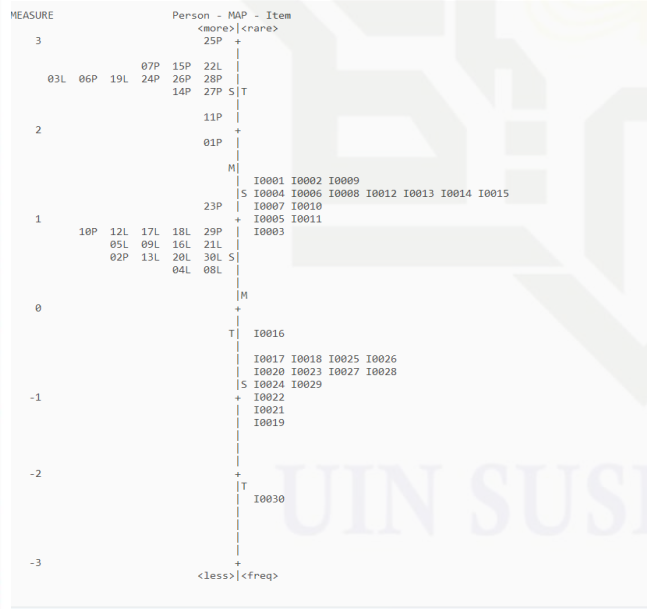 MEASURE Person - MAP - Item
<more>|<rare>
3 25P +
|
07P 15P 22L |
03L 06P 19L 24P 26P 28P |
14P 27P S|T
|
11P |
2 +
01P |
|
M|
| I0001 I0002 I0009
|S I0004 I0006 I0008 I0012 I0013 I0014 I0015
23P | I0007 I0010
1 + I0005 I0011
10P 12L 17L 18L 29P | I0003
05L 09L 16L 21L |
02P 13L 20L 30L S|
04L 08L |
|
|M
0 +
|
T| I0016
|
| I0017 I0018 I0025 I0026
| I0020 I0023 I0027 I0028
|S I0024 I0029
-1 + I0022
| I0021
| I0019
|
|
|
-2 +
|T
| I0030
|
|
|
|
-3 +
<less>|<freq>
UIN SUSK